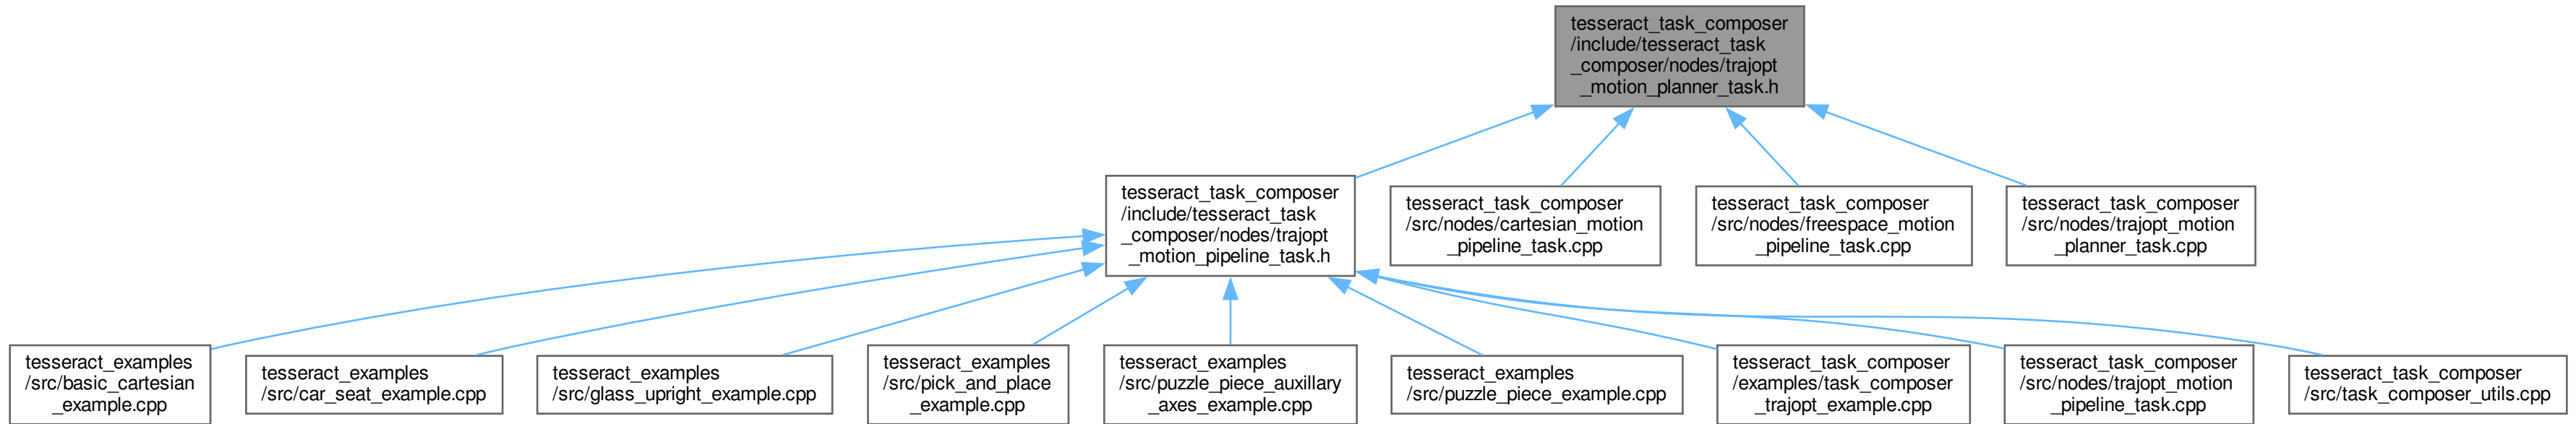 tesseract_task_composer
/include/tesseract_task
_composer/nodes/trajopt
_motion_planner_task.h
tesseract_task_composer
/include/tesseract_task
_composer/nodes/trajopt
_motion_pipeline_task.h
tesseract_task_composer
/src/nodes/cartesian_motion
_pipeline_task.cpp
tesseract_task_composer
/src/nodes/freespace_motion
_pipeline_task.cpp
tesseract_task_composer
/src/nodes/trajopt_motion
_planner_task.cpp
tesseract_examples
/src/basic_cartesian
_example.cpp
tesseract_examples
/src/car_seat_example.cpp
tesseract_examples
/src/glass_upright_example.cpp
tesseract_examples
/src/pick_and_place
_example.cpp
tesseract_examples
/src/puzzle_piece_auxillary
_axes_example.cpp
tesseract_examples
/src/puzzle_piece_example.cpp
tesseract_task_composer
/examples/task_composer
_trajopt_example.cpp
tesseract_task_composer
/src/nodes/trajopt_motion
_pipeline_task.cpp
tesseract_task_composer
/src/task_composer_utils.cpp